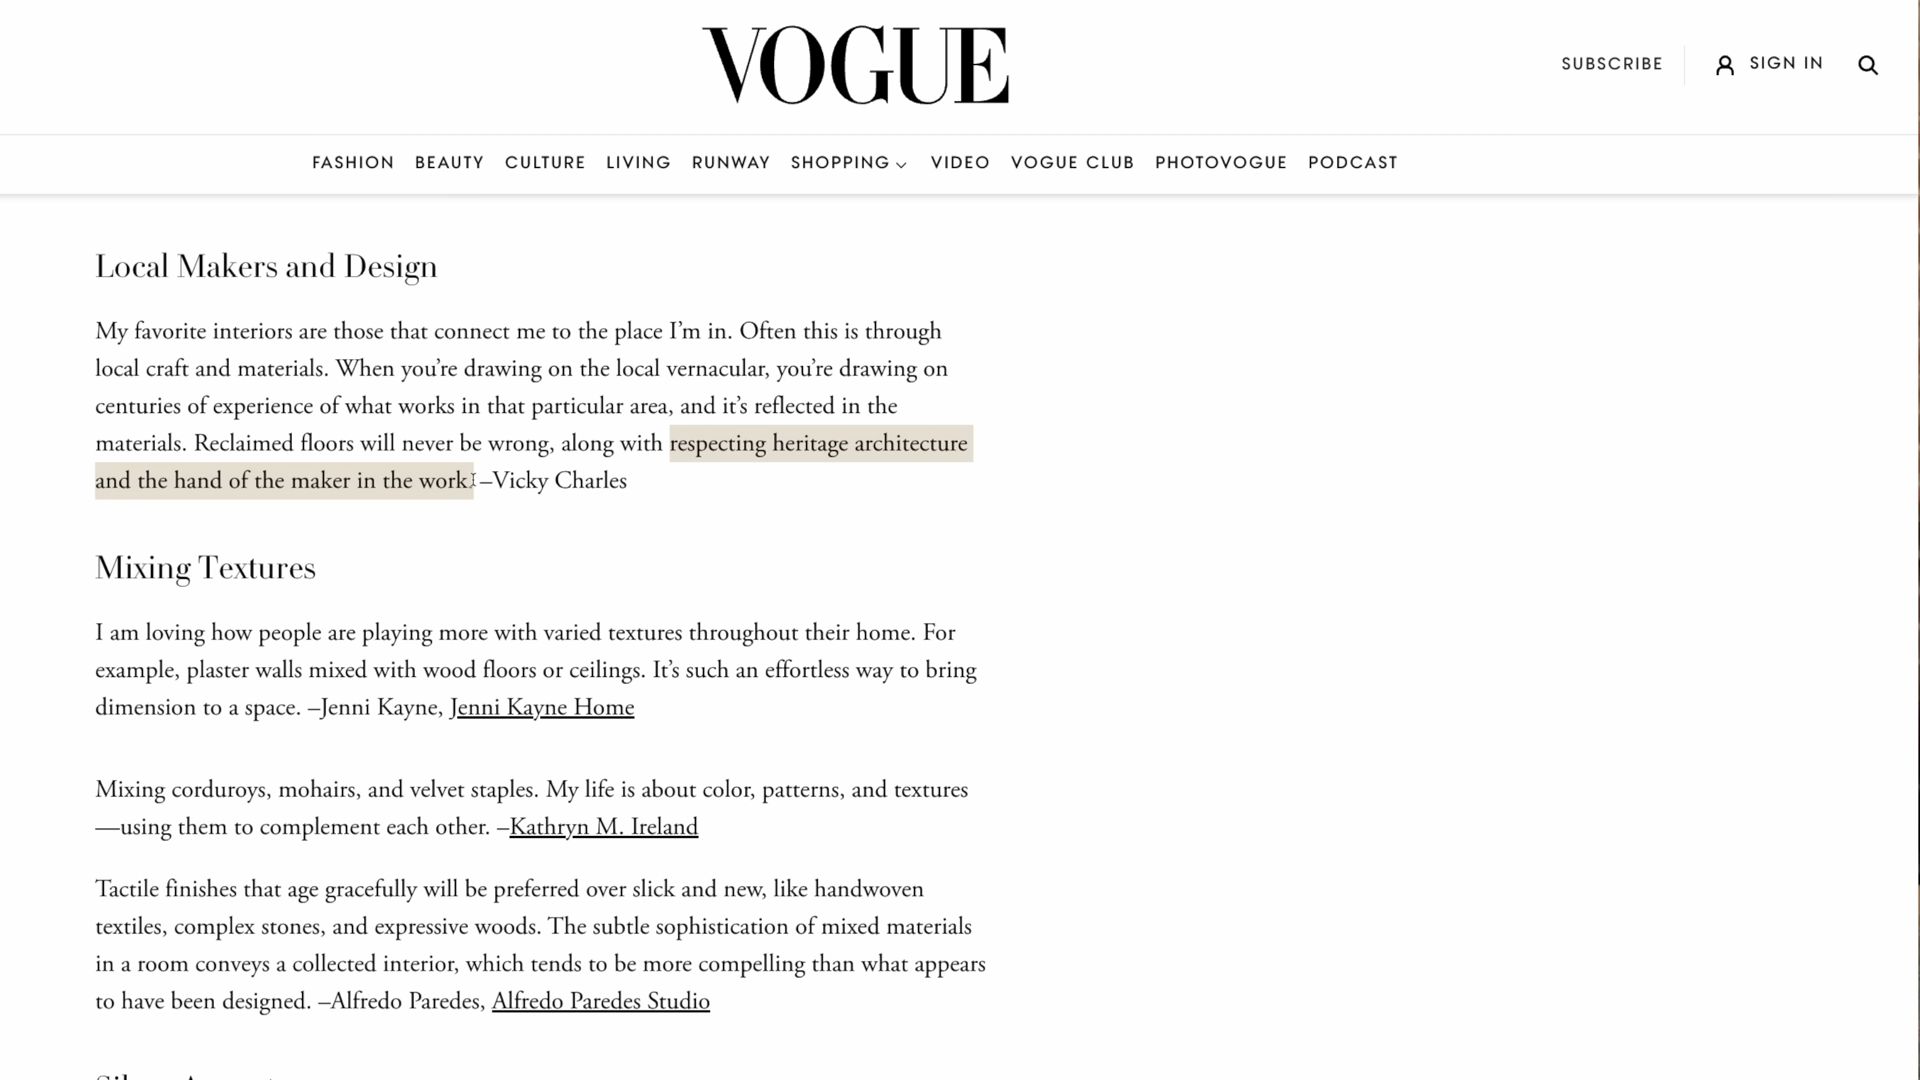 VOGUE
SUBSCRIBE
SIGN IN
FASHION BEAUTY CULTURE LIVING RUNWAY SHOPPING VIDEO VOGUE CLUB PHOTOVOGUE PODCAST
Local Makers and Design
My favorite interiors are those that connect me to the place I’m in. Often this is through
local craft and materials. When you’re drawing on the local vernacular, you’re drawing on
centuries of experience of what works in that particular area, and it’s reflected in the
materials. Reclaimed floors will never be wrong, along with respecting heritage architecture
and the hand of the maker in the work. –Vicky Charles
Mixing Textures
I am loving how people are playing more with varied textures throughout their home. For
example, plaster walls mixed with wood floors or ceilings. It’s such an effortless way to bring
dimension to a space. –Jenni Kayne, Jenni Kayne Home
Mixing corduroys, mohairs, and velvet staples. My life is about color, patterns, and textures
—using them to complement each other. –Kathryn M. Ireland
Tactile finishes that age gracefully will be preferred over slick and new, like handwoven
textiles, complex stones, and expressive woods. The subtle sophistication of mixed materials
in a room conveys a collected interior, which tends to be more compelling than what appears
to have been designed. –Alfredo Paredes, Alfredo Paredes Studio